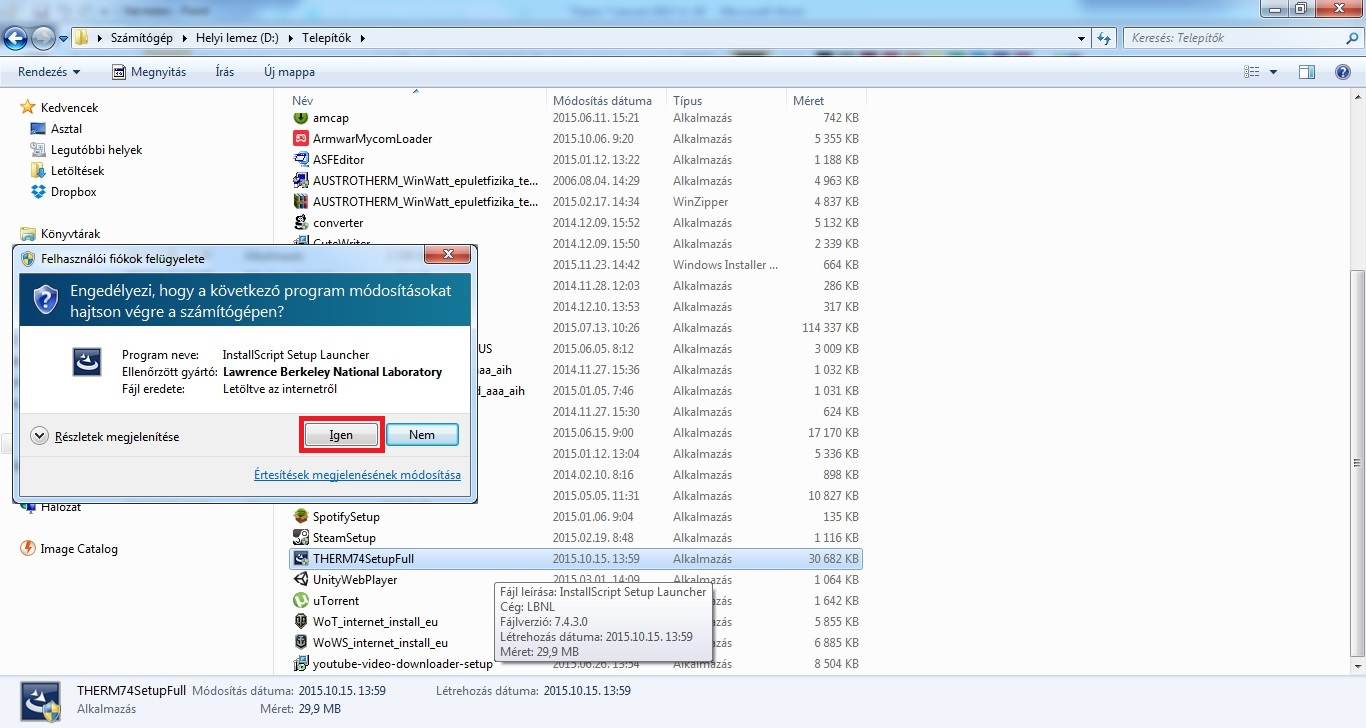 Számítógép Helyi lemez (D:) Telepítők
Keresés: Telepítők
Rendezés Megnyitás Írás Új mappa
Kedvencek
Asztal
Legutóbbi helyek
Letöltések
Dropbox
Könyvtárak
Hálózat
Image Catalog
Név Módosítás dátuma Típus Méret
amcap 2015.06.11. 15:21 Alkalmazás 742 KB
ArmwarMycomLoader 2015.10.06. 9:20 Alkalmazás 5 355 KB
ASFEditor 2015.01.12. 13:22 Alkalmazás 1 188 KB
AUSTROTHERM_WinWatt_epuletfizika_te... 2006.08.04. 14:29 Alkalmazás 4 963 KB
AUSTROTHERM_WinWatt_epuletfizika_te... 2015.02.17. 14:34 WinZipper 4 837 KB
converter 2014.12.09. 15:52 Alkalmazás 5 132 KB
CuteWriter 2014.12.09. 15:50 Alkalmazás 2 339 KB
2015.11.23. 14:42 Windows Installer ... 664 KB
2014.11.28. 12:03 Alkalmazás 286 KB
2014.12.10. 13:53 Alkalmazás 317 KB
2015.07.13. 10:26 Alkalmazás 114 337 KB
US 2015.06.05. 8:12 Alkalmazás 3 009 KB
aaa_aih 2014.11.27. 15:36 Alkalmazás 1 032 KB
d_aaa_aih 2015.01.05. 7:46 Alkalmazás 1 031 KB
2014.11.27. 15:30 Alkalmazás 624 KB
2015.06.15. 9:00 Alkalmazás 17 170 KB
2015.01.12. 13:04 Alkalmazás 5 336 KB
2014.02.10. 8:16 Alkalmazás 898 KB
2015.05.05. 11:31 Alkalmazás 10 827 KB
SpotifySetup 2015.01.06. 9:04 Alkalmazás 135 KB
SteamSetup 2015.02.19. 8:48 Alkalmazás 1 116 KB
THERM74SetupFull 2015.10.15. 13:59 Alkalmazás 30 682 KB
UnityWebPlayer 2015.03.01. 14:09 Alkalmazás 1 064 KB
uTorrent 1 642 KB
WoT_internet_install_eu 5 855 KB
WoWS_internet_install_eu 6 885 KB
youtube-video-downloader-setup 2015.06.26. 13:54 Alkalmazás 8 504 KB
Felhasználói fiókok felügyelete
Engedélyezi, hogy a következő program módosításokat
hajtson végre a számítógépen?
Program neve: InstallScript Setup Launcher
Ellenőrzött gyártó: Lawrence Berkeley National Laboratory
Fájl eredete: Letöltve az internetről
Részletek megjelenítése
Igen Nem
Értesítések megjelenésének módosítása
Fájl leírása: InstallScript Setup Launcher
Cég: LBNL
Fájlverzió: 7.4.3.0
Létrehozás dátuma: 2015.10.15. 13:59
Méret: 29,9 MB
THERM74SetupFull Módosítás dátuma: 2015.10.15. 13:59 Létrehozás dátuma: 2015.10.15. 13:59
Alkalmazás Méret: 29,9 MB